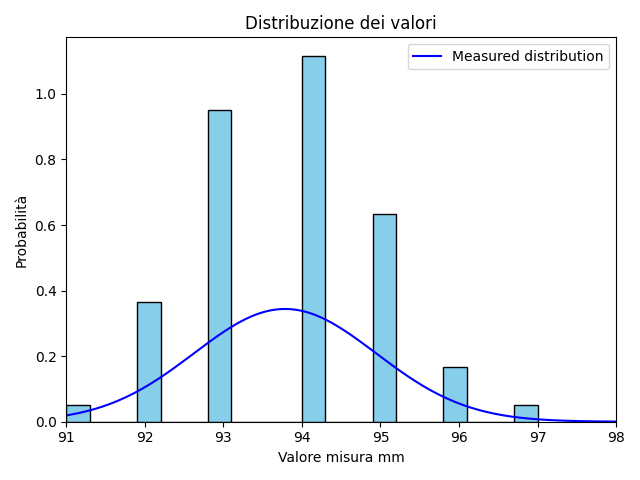 Distribuzione dei valori
Measured distribution
Probabilità
1.0
0.8
0.6
0.4
0.2
0.0
91 92 93 94 95 96 97 98
Valore misura mm